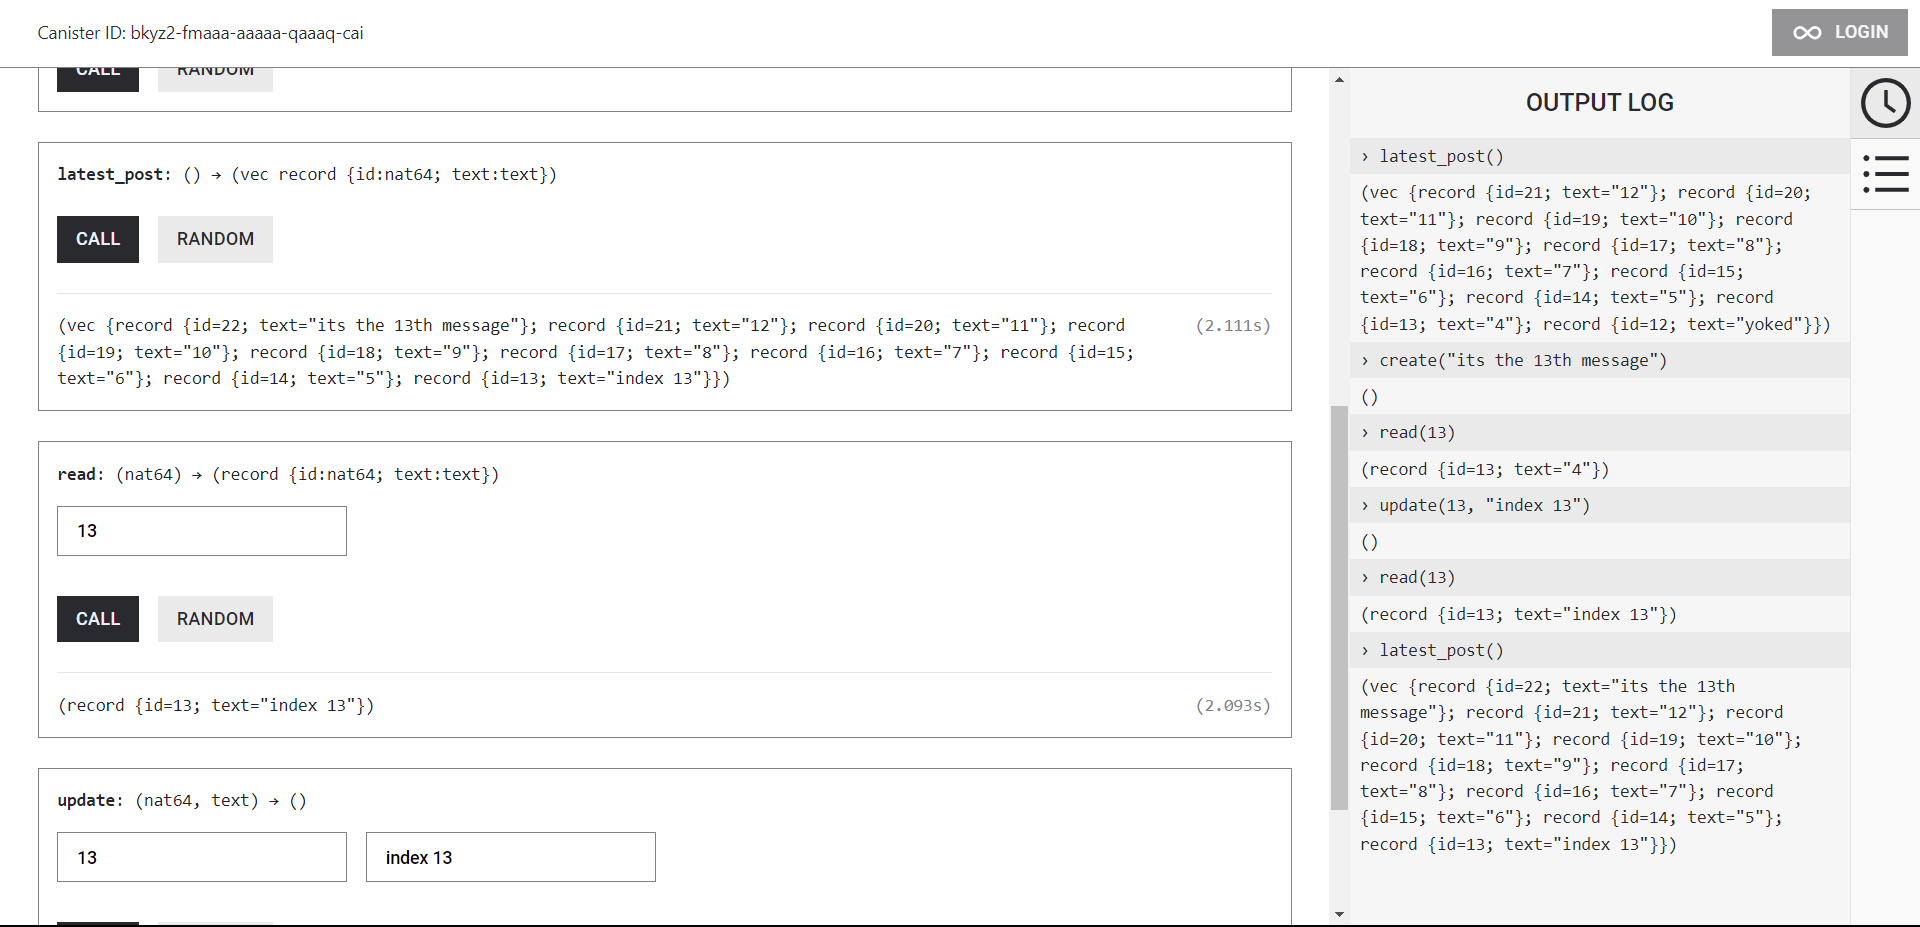 Canister ID: bkyz2-fmaaa-aaaaa-qaaaq-cai
LOGIN
CALL RANDOM
latest_post: () → (vec record {id:nat64; text:text})
CALL RANDOM
(vec {record {id=22; text="its the 13th message"}; record {id=21; text="12"}; record {id=20; text="11"}; record (2.111s)
{id=19; text="10"}; record {id=18; text="9"}; record {id=17; text="8"}; record {id=16; text="7"}; record {id=15;
text="6"}; record {id=14; text="5"}; record {id=13; text="index 13"}})
read: (nat64) → (record {id:nat64; text:text})
13
CALL RANDOM
(record {id=13; text="index 13"}) (2.093s)
update: (nat64, text) → ()
13 index 13
OUTPUT LOG
› latest_post()
(vec {record {id=21; text="12"}; record {id=20;
text="11"}; record {id=19; text="10"}; record
{id=18; text="9"}; record {id=17; text="8"};
record {id=16; text="7"}; record {id=15;
text="6"}; record {id=14; text="5"}; record
{id=13; text="4"}; record {id=12; text="yoked"}})
› create("its the 13th message")
()
› read(13)
(record {id=13; text="4"})
› update(13, "index 13")
()
› read(13)
(record {id=13; text="index 13"})
› latest_post()
(vec {record {id=22; text="its the 13th
message"}; record {id=21; text="12"}; record
{id=20; text="11"}; record {id=19; text="10"};
record {id=18; text="9"}; record {id=17;
text="8"}; record {id=16; text="7"}; record
{id=15; text="6"}; record {id=14; text="5"};
record {id=13; text="index 13"}})